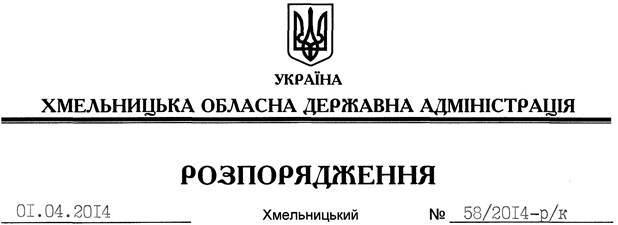 УКРАЇНА
ХМЕЛЬНИЦЬКА ОБЛАСНА ДЕРЖАВНА АДМІНІСТРАЦІЯ
РОЗПОРЯДЖЕННЯ
01.04.2014 Хмельницький № 58/2014-р/к